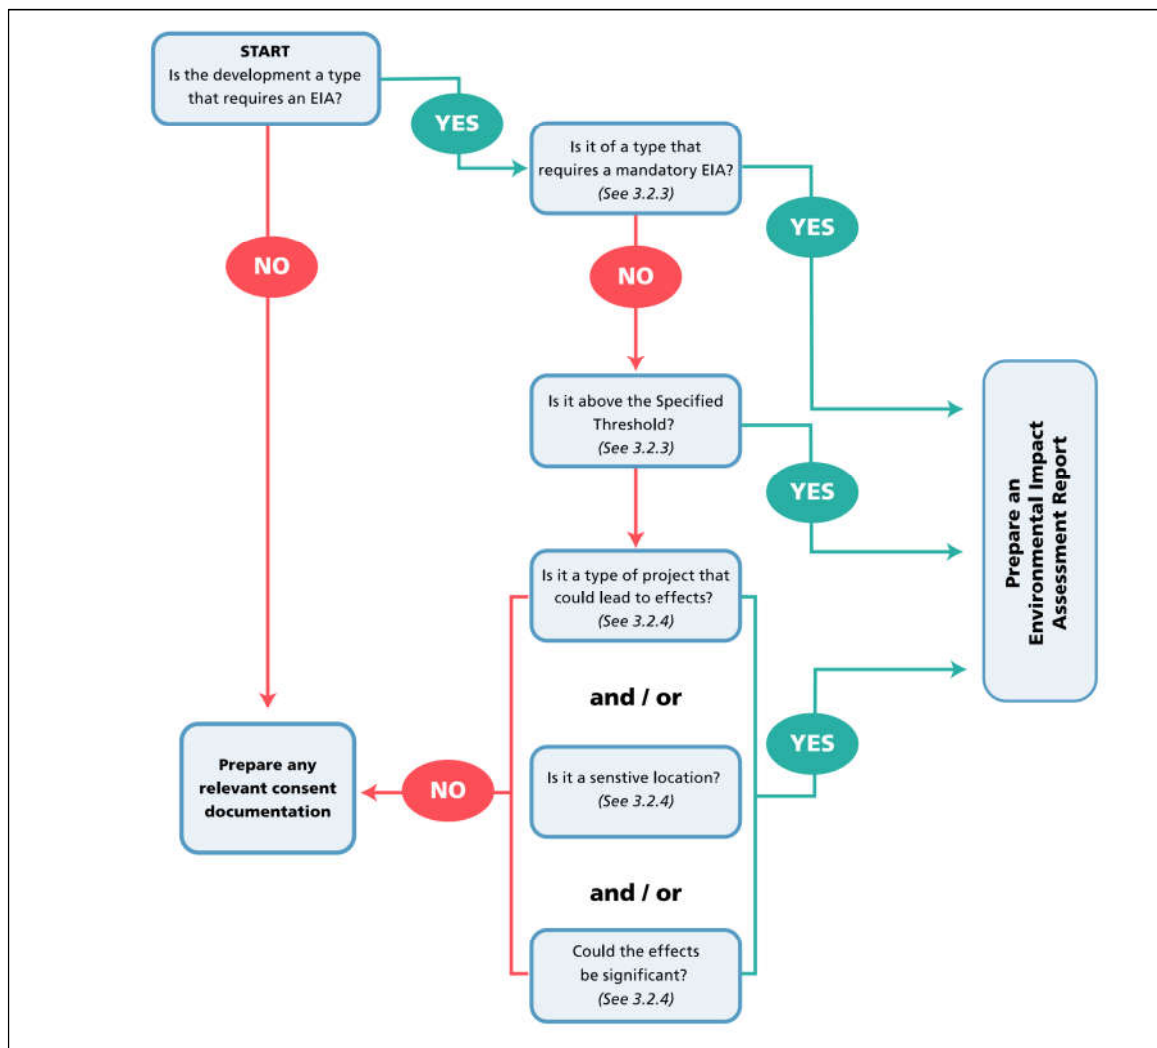 START
Is the development a type
that requires an EIA?
YES
Is it of a type that
requires a mandatory EIA?
(See 3.2.3)
YES
NO
NO
Is it above the Specified
Threshold?
(See 3.2.3)
YES
Prepare an
Environmental Impact
Assessment Report
Is it a type of project that
could lead to effects?
(See 3.2.4)
and / or
YES
Prepare any
relevant consent
documentation
NO
Is it a senstive location?
(See 3.2.4)
and / or
Could the effects
be significant?
(See 3.2.4)